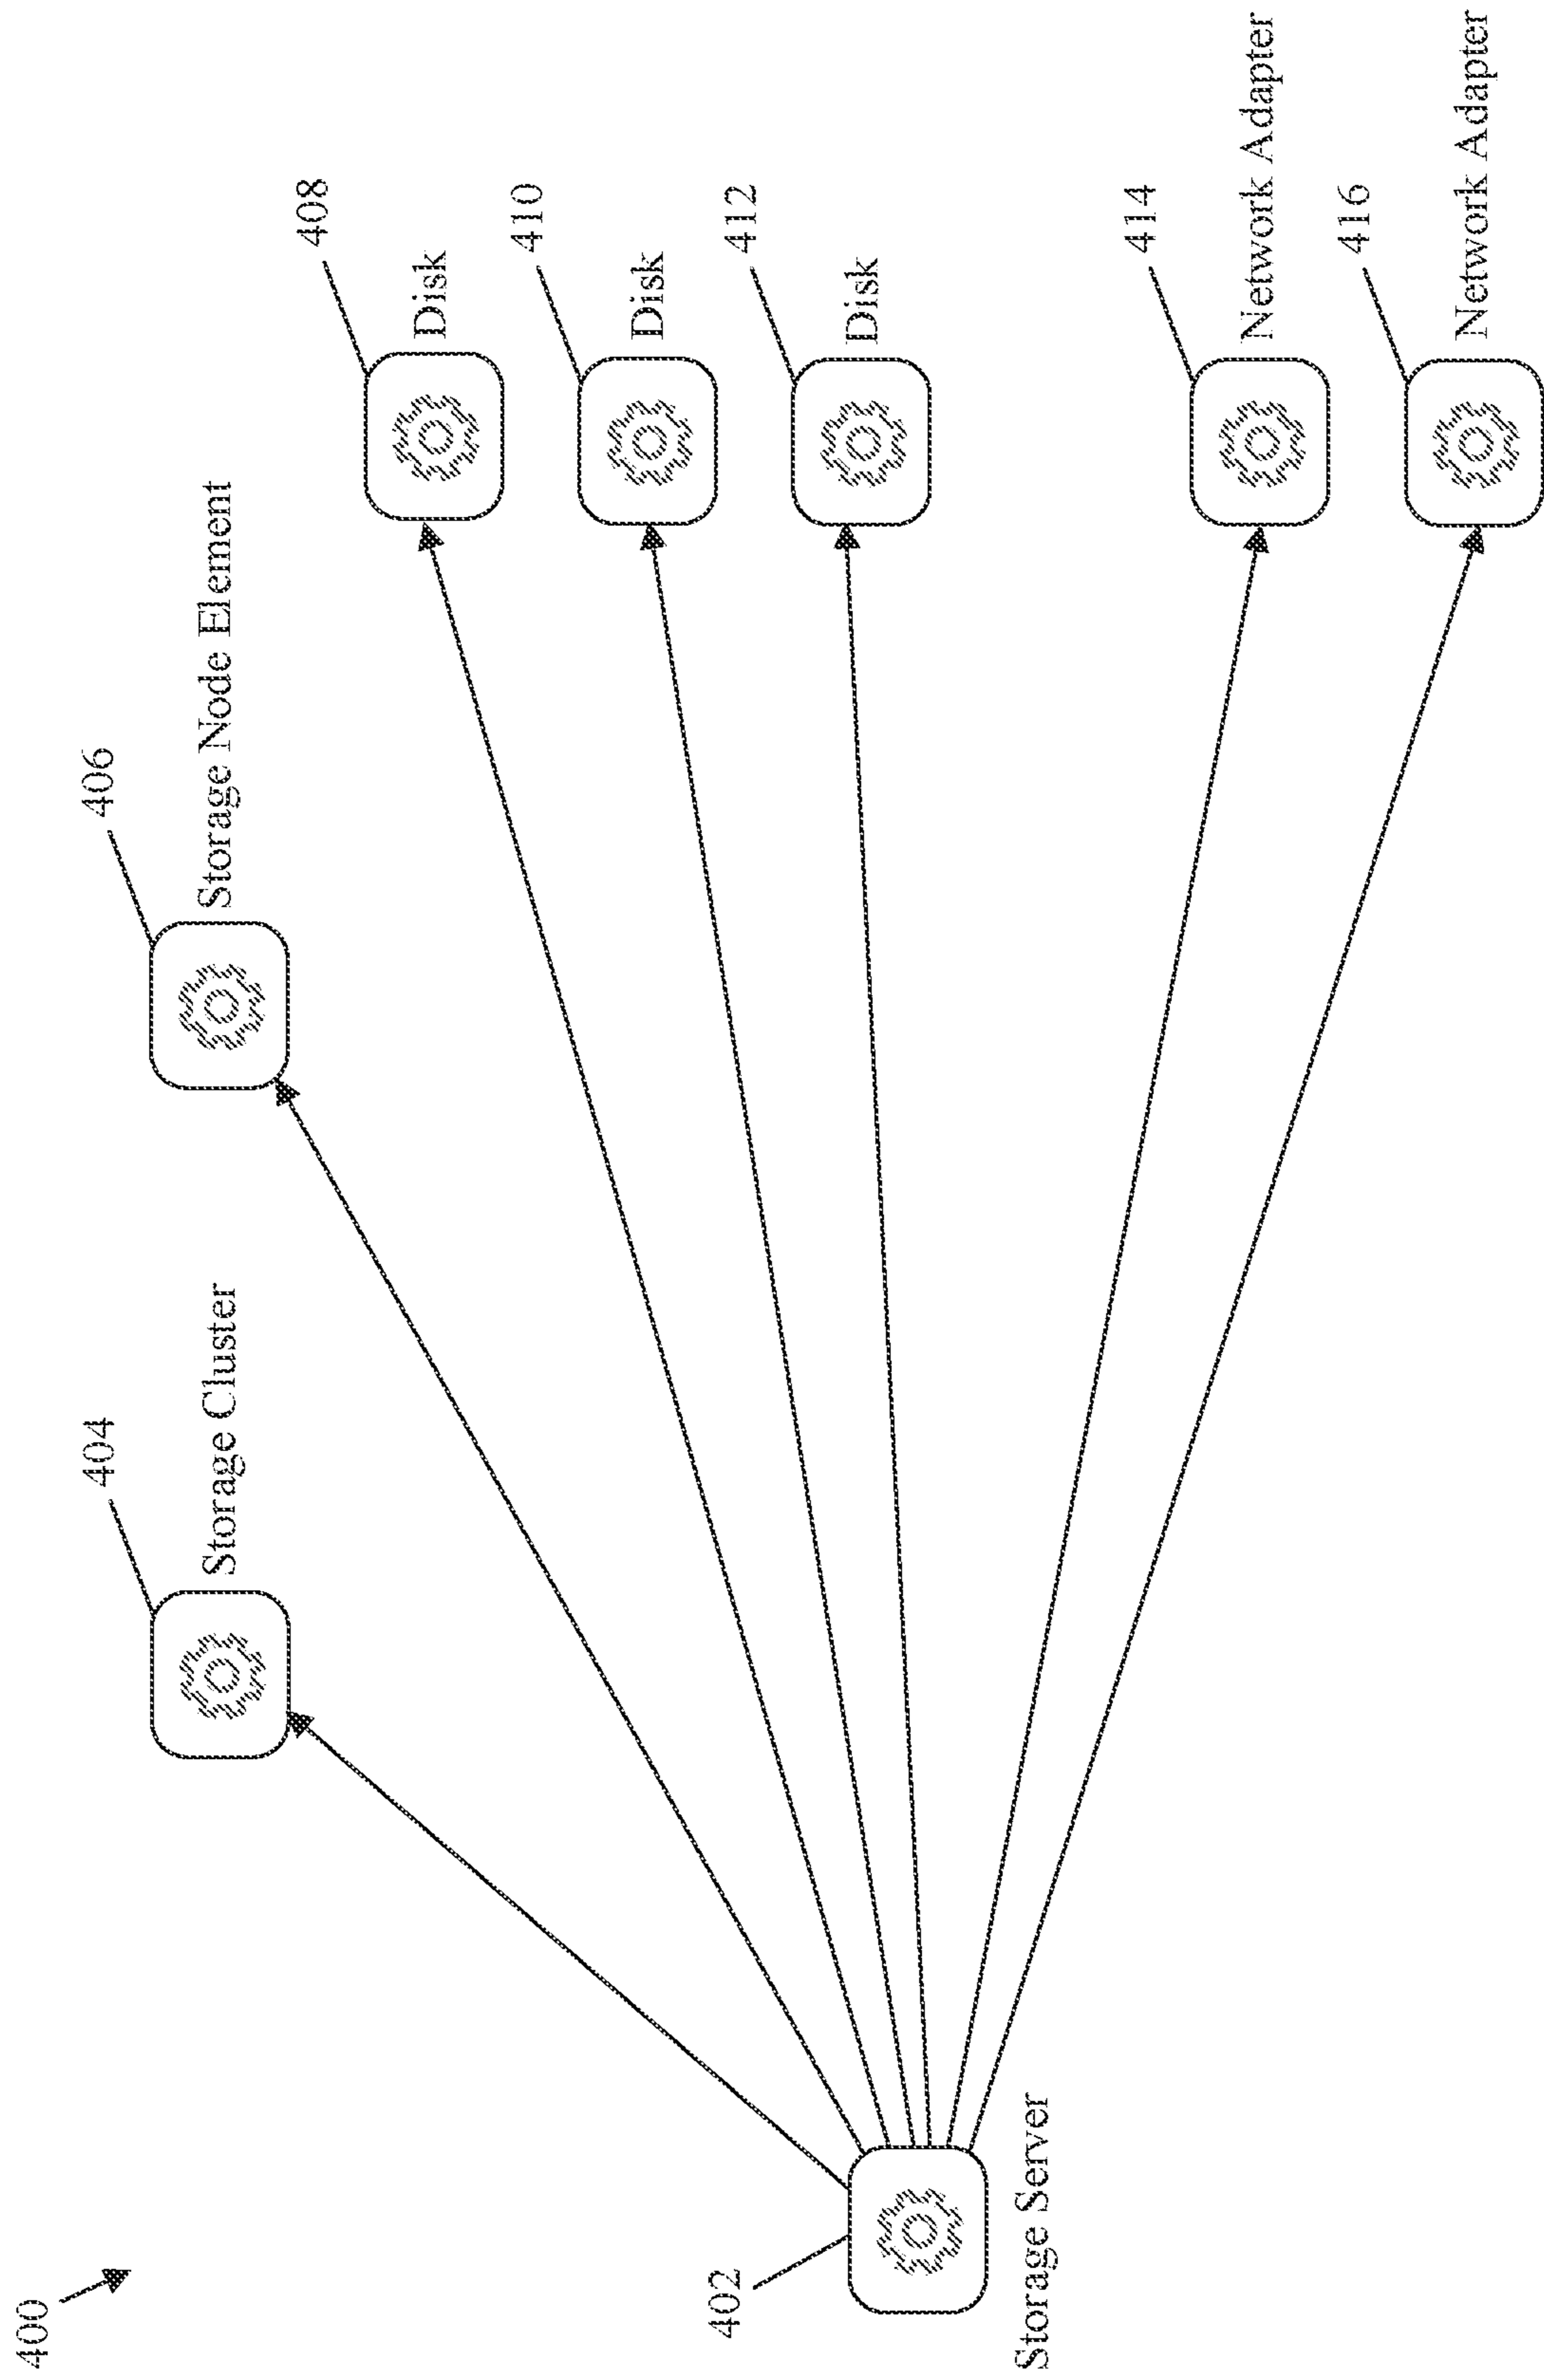 400
402
Storage Server
404
Storage Cluster
406
Storage Node Element
408
Disk
410
Disk
412
Disk
414
Network Adapter
416
Network Adapter